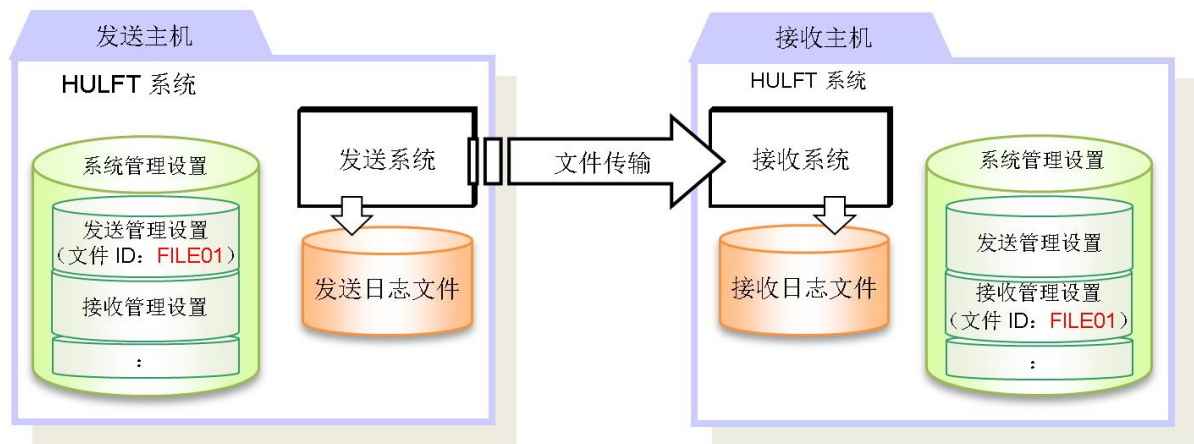 发送主机
HULFT 系统
系统管理设置
发送管理设置
（文件 ID：FILE01）
接收管理设置
：
发送系统
发送日志文件
文件传输
接收主机
HULFT 系统
接收系统
接收日志文件
系统管理设置
发送管理设置
接收管理设置
（文件 ID：FILE01）
：